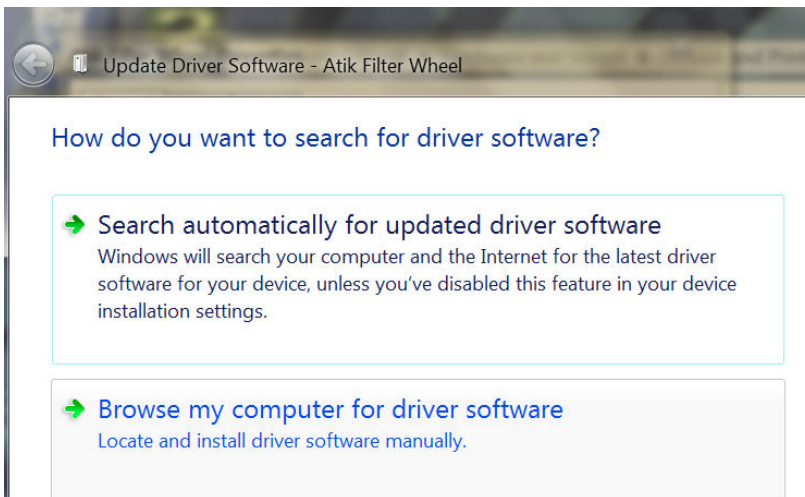 Update Driver Software - Atik Filter Wheel
How do you want to search for driver software?
Search automatically for updated driver software
Windows will search your computer and the Internet for the latest driver
software for your device, unless you've disabled this feature in your device
installation settings.
Browse my computer for driver software
Locate and install driver software manually.